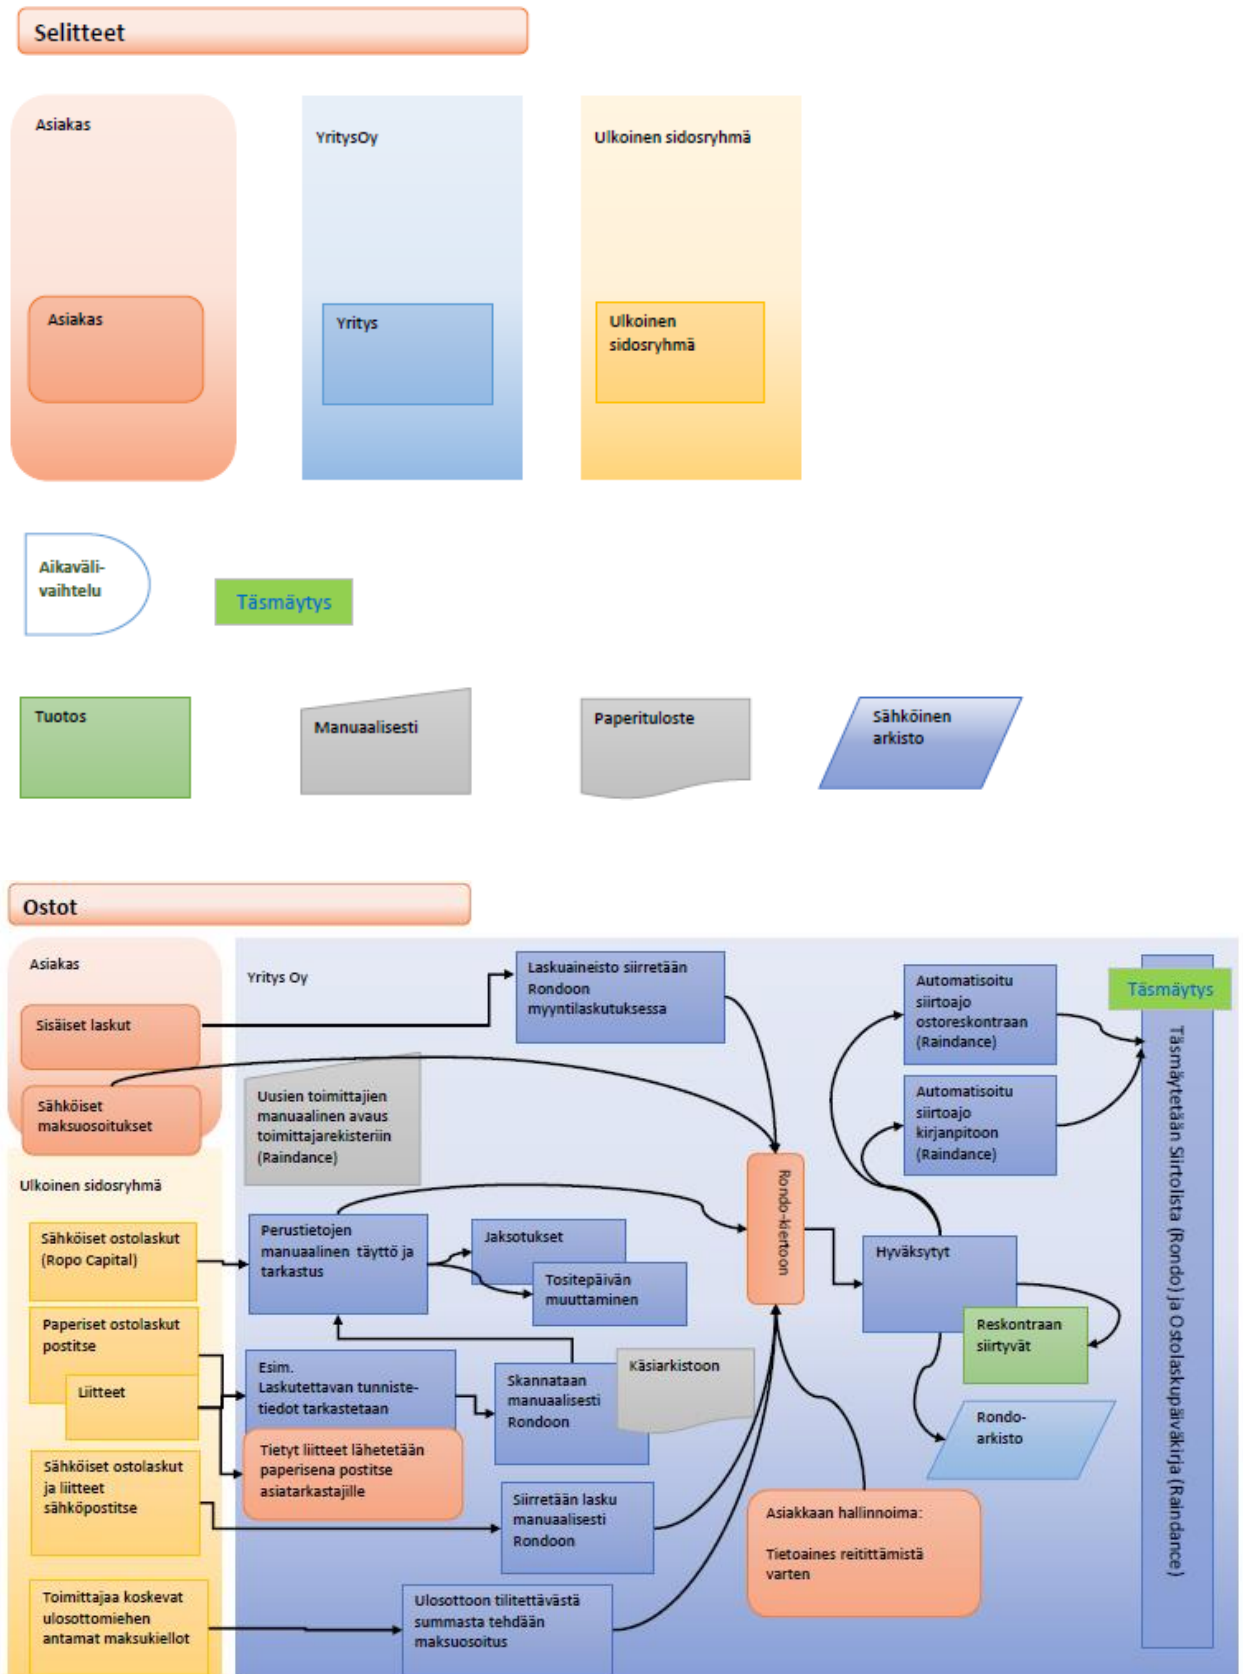 Selitteet
Asiakas
YritysOy
Ulkoinen sidosryhmä
Asiakas
Yritys
Ulkoinen
sidosryhmä
Aikaväli-
vaihtelu
Täsmäytys
Tuotos
Manuaalisesti
Paperituloste
Sähköinen
arkisto
Ostot
Asiakas
Sisäiset laskut
Sähköiset
maksuosoitukset
Ulkoinen sidosryhmä
Sähköiset ostolaskut
(Ropo Capital)
Paperiset ostolaskut
postitse
Liitteet
Sähköiset ostolaskut
ja liitteet
sähköpostitse
Toimittajaa koskevat
ulosottomiehen
antamat maksukiellot
Yritys Oy
Laskuaineisto siirretään
Rondoon
myyntilaskutuksessa
Uusien toimittajien
manuaalinen avaus
toimittajarekisteriin
(Raindance)
Perustietojen
manuaalinen täyttö ja
tarkastus
Jaksotukset
Tositepäivän
muuttaminen
Esim.
Laskutettavan tunniste-
tiedot tarkastetaan
Skannataan
manuaalisesti
Rondoon
Käsiarkistoon
Tietyt liitteet lähetetään
paperisena postitse
asiatarkastajille
Siirretään lasku
manuaalisesti
Rondoon
Ulosottoon tilitettävästä
summasta tehdään
maksuosoitus
Rondo-kiertoon
Asiakkaan hallinnoima:
Tietoaines reitittämistä
varten
Automatisoitu
siirtoajo
ostoreskontraan
(Raindance)
Automatisoitu
siirtoajo
kirjanpitoon
(Raindance)
Hyväksytyt
Reskontraan
siirtyvät
Rondo-
arkisto
Täsmäytys
Täsmäytetään Siirtolista (Rondo) ja Ostolaskupäiväkirja (Raindance)